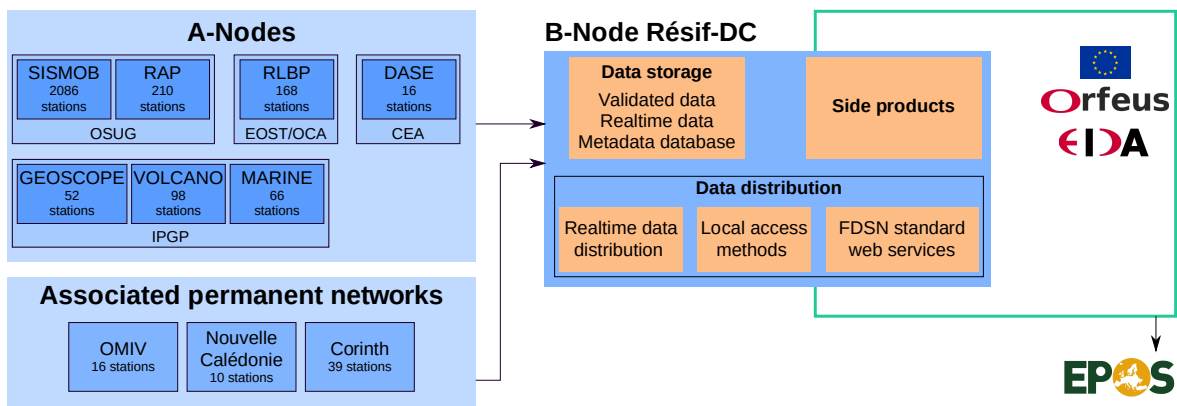 A-Nodes
SISMOB
2086
stations
RAP
210
stations
OSUG
RLBP
168
stations
EOST/OCA
DASE
16
stations
CEA
GEOSCOPE
52
stations
VOLCANO
98
stations
MARINE
66
stations
IPGP
Associated permanent networks
OMIV
16 stations
Nouvelle
Calédonie
10 stations
Corinth
39 stations
B-Node Résif-DC
Data storage
Validated data
Realtime data
Metadata database
Side products
Data distribution
Realtime data
distribution
Local access
methods
FDSN standard
web services
Orfeus
EIDA
EPOS